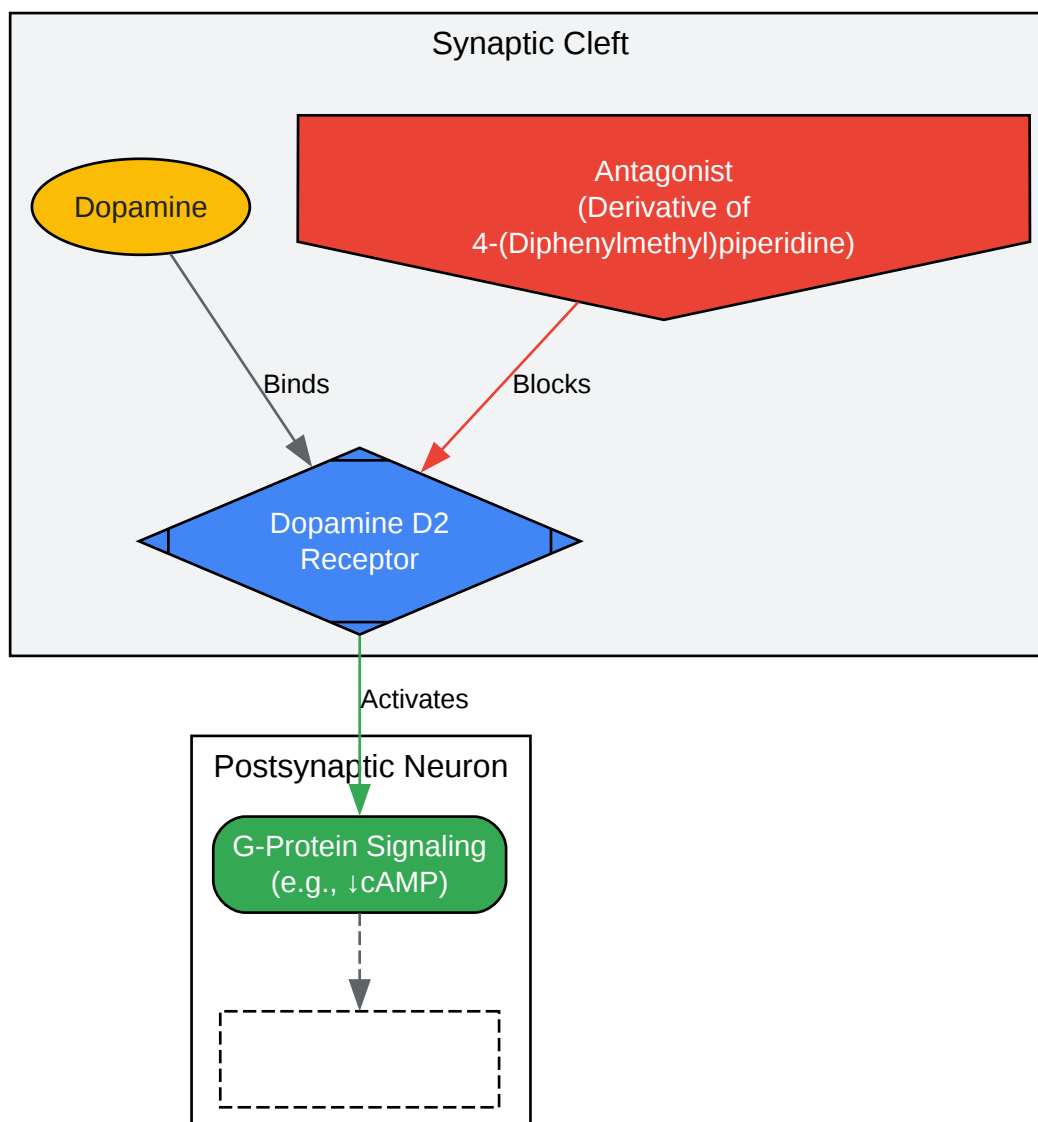 Synaptic Cleft
Dopamine
Antagonist
(Derivative of
4-(Diphenylmethyl)piperidine)
Binds
Blocks
Dopamine D2
Receptor
Activates
Postsynaptic Neuron
G-Protein Signaling
(e.g., ↓cAMP)